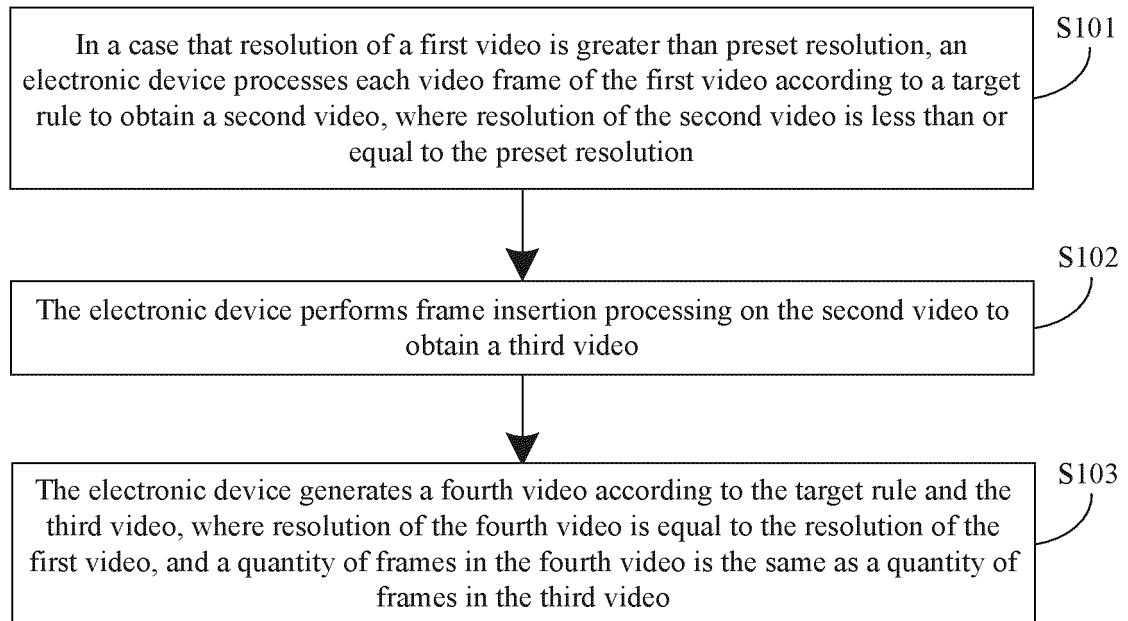 S101
In a case that resolution of a first video is greater than preset resolution, an
electronic device processes each video frame of the first video according to a target
rule to obtain a second video, where resolution of the second video is less than or
equal to the preset resolution
S102
The electronic device performs frame insertion processing on the second video to
obtain a third video
S103
The electronic device generates a fourth video according to the target rule and the
third video, where resolution of the fourth video is equal to the resolution of the
first video, and a quantity of frames in the fourth video is the same as a quantity of
frames in the third video